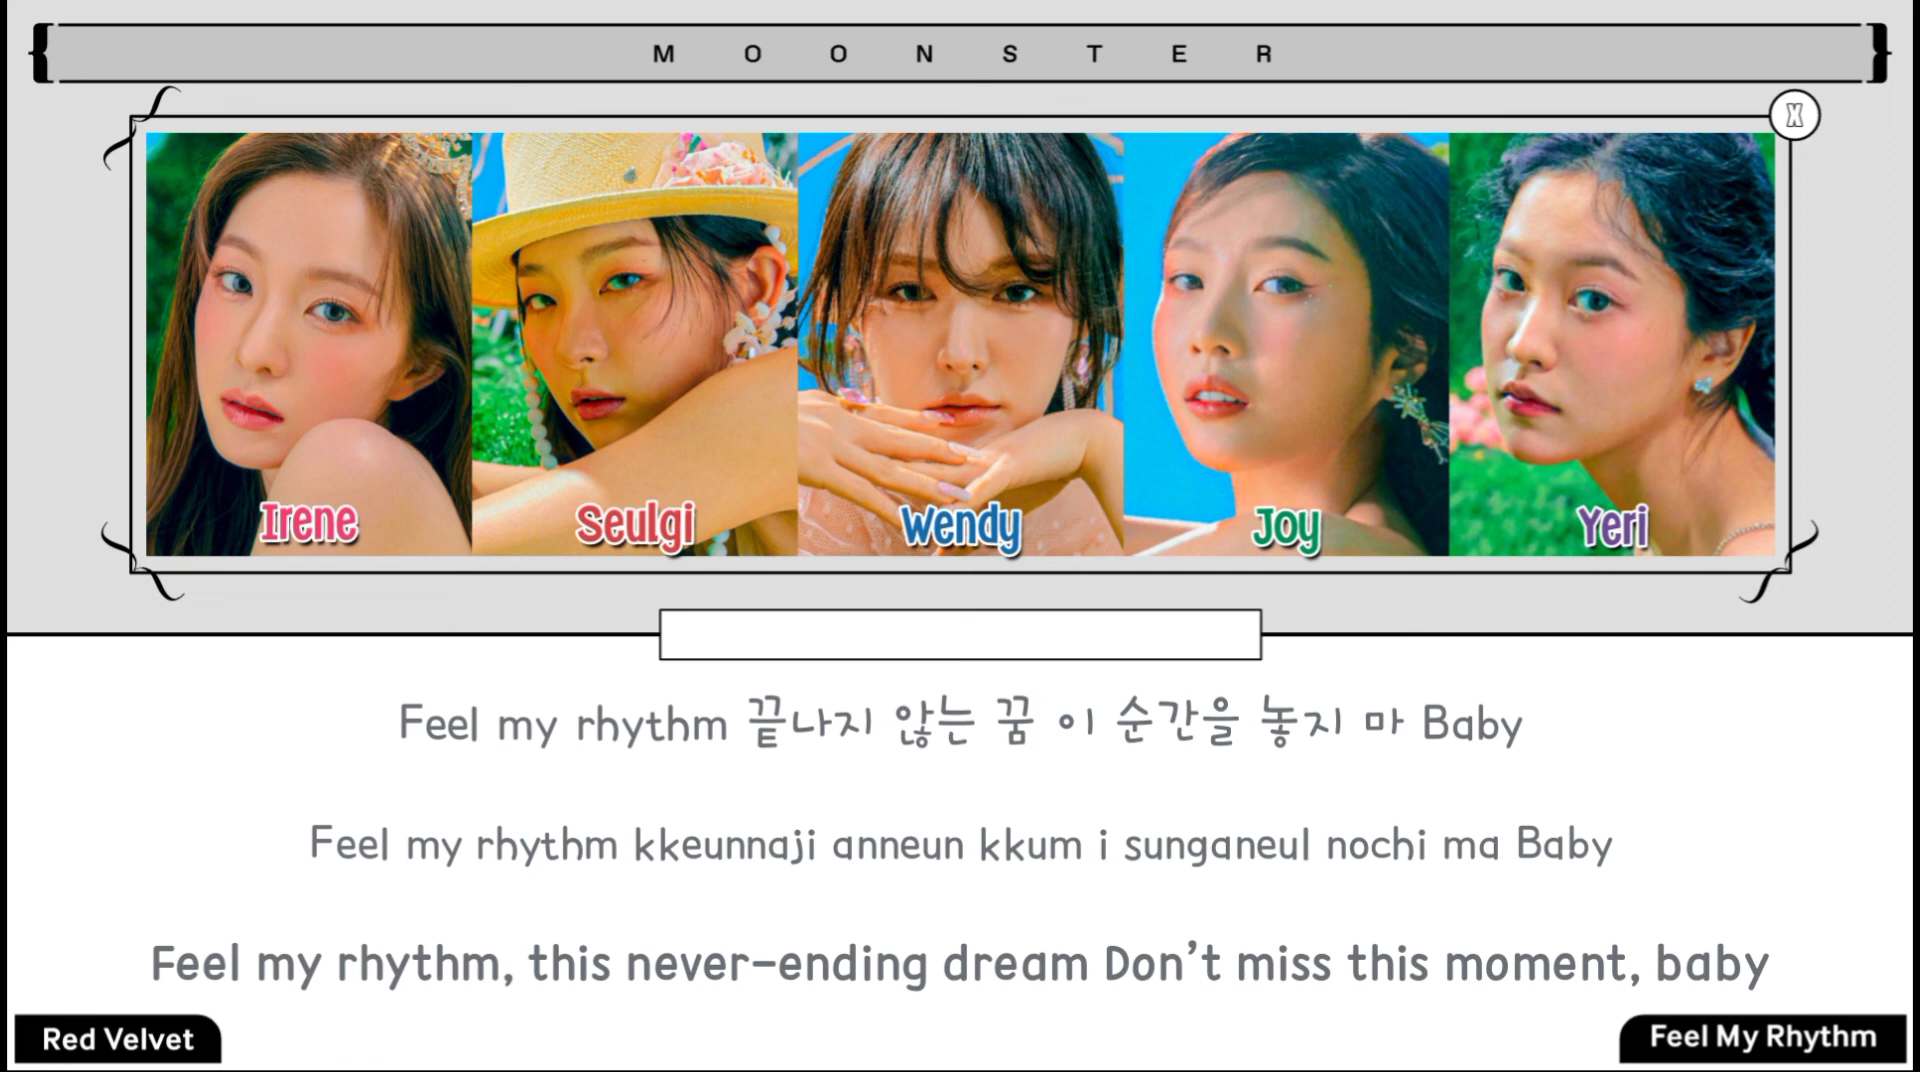 M O O N S T E R
X
Irene
Seulgi
Wendy
Joy
Yeri
Feel my rhythm 끝나지 않는 꿈 이 순간을 놓지 마 Baby
Feel my rhythm kkeunnaji anneun kkum i sunganeul nochi ma Baby
Feel my rhythm, this never-ending dream Don't miss this moment, baby
Red Velvet
Feel My Rhythm